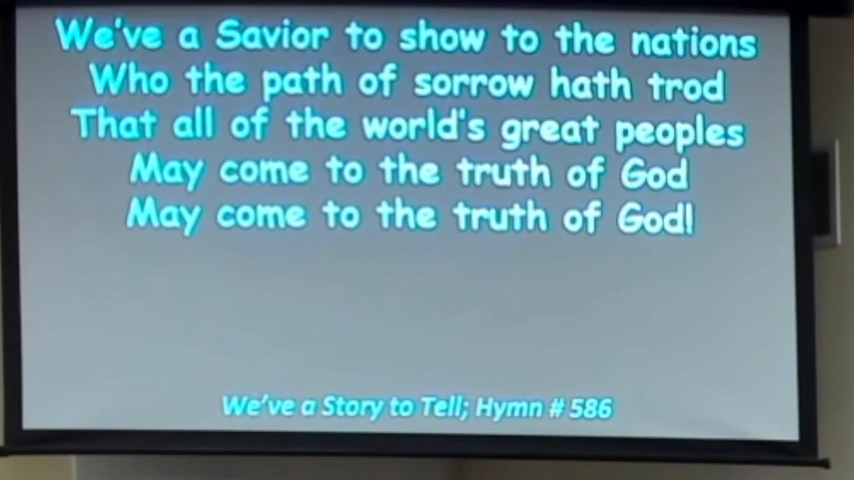 We've a Savior to show to the nations
Who the path of sorrow hath trod
That all of the world's great peoples
May come to the truth of God
May come to the truth of God!
We've a Story to Tell; Hymn # 586